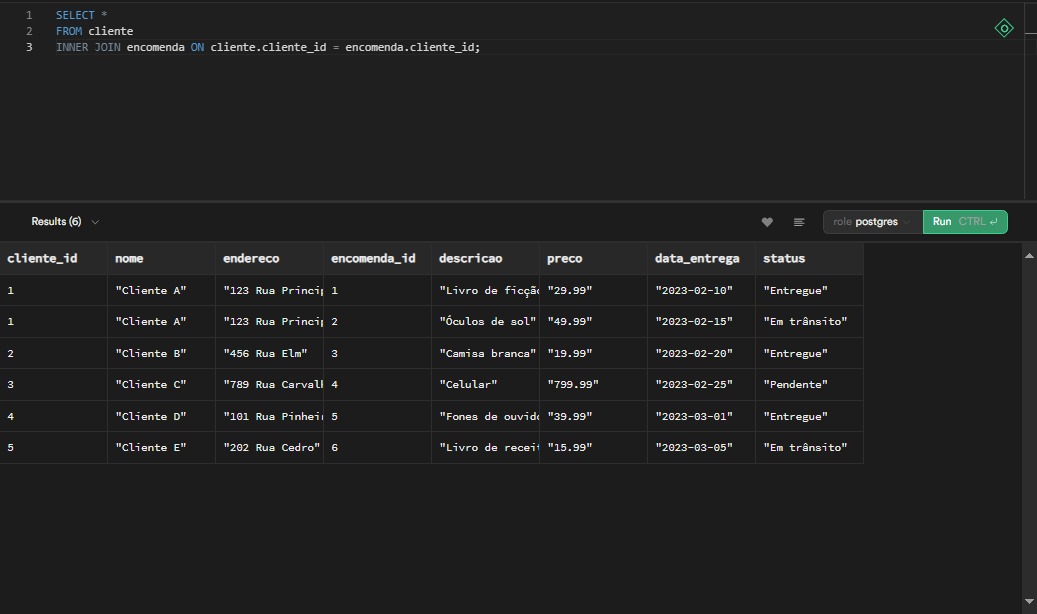 1 SELECT *
2 FROM cliente
3 INNER JOIN encomenda ON cliente.cliente_id = encomenda.cliente_id;
Results (6) role postgres Run CTRL ↵
cliente_id nome endereco encomenda_id descricao preco data_entrega status
1 "Cliente A" "123 Rua Princip 1 "Livro de ficção "29.99" "2023-02-10" "Entregue"
1 "Cliente A" "123 Rua Princip 2 "Óculos de sol" "49.99" "2023-02-15" "Em trânsito"
2 "Cliente B" "456 Rua Elm" 3 "Camisa branca" "19.99" "2023-02-20" "Entregue"
3 "Cliente C" "789 Rua Carvalh 4 "Celular" "799.99" "2023-02-25" "Pendente"
4 "Cliente D" "101 Rua Pinheir 5 "Fones de ouvido "39.99" "2023-03-01" "Entregue"
5 "Cliente E" "202 Rua Cedro" 6 "Livro de receit "15.99" "2023-03-05" "Em trânsito"